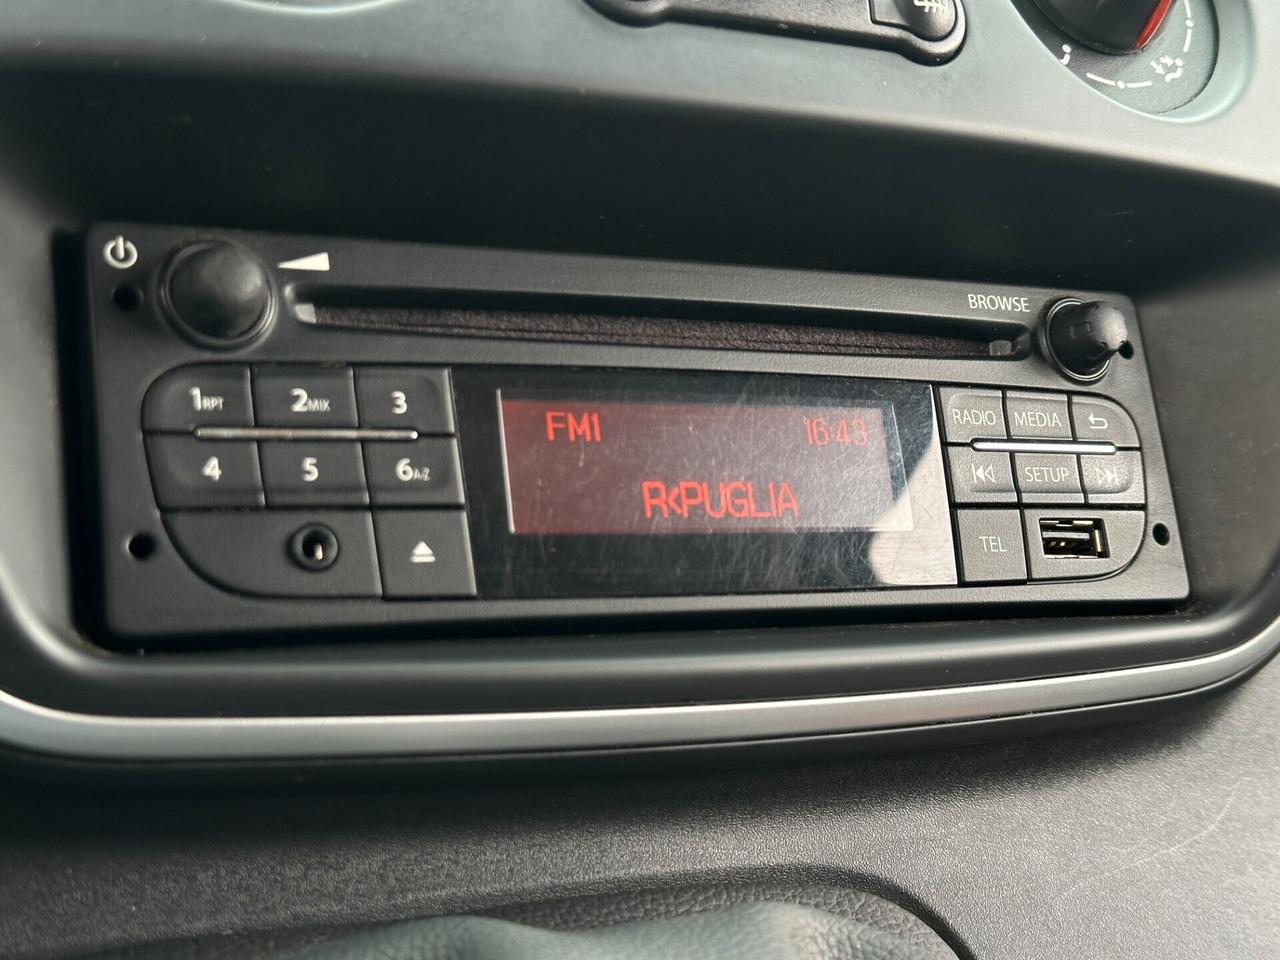 BROWSE
1RPT 2MIX 3
4 5 6A-Z
FM1 16:43
R<PUGLIA
RADIO MEDIA
SETUP
TEL